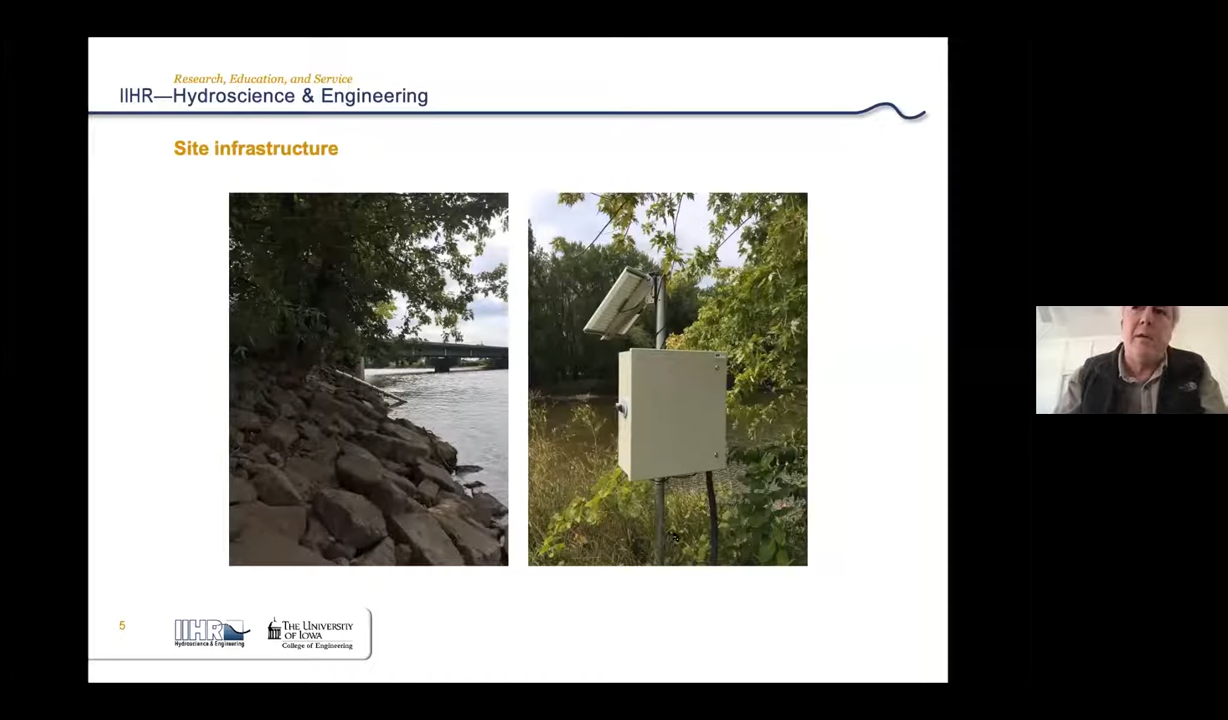 Research, Education, and Service
IIHR—Hydroscience & Engineering
Site infrastructure
5
IIHR
Hydroscience & Engineering
THE UNIVERSITY
OF IOWA
College of Engineering